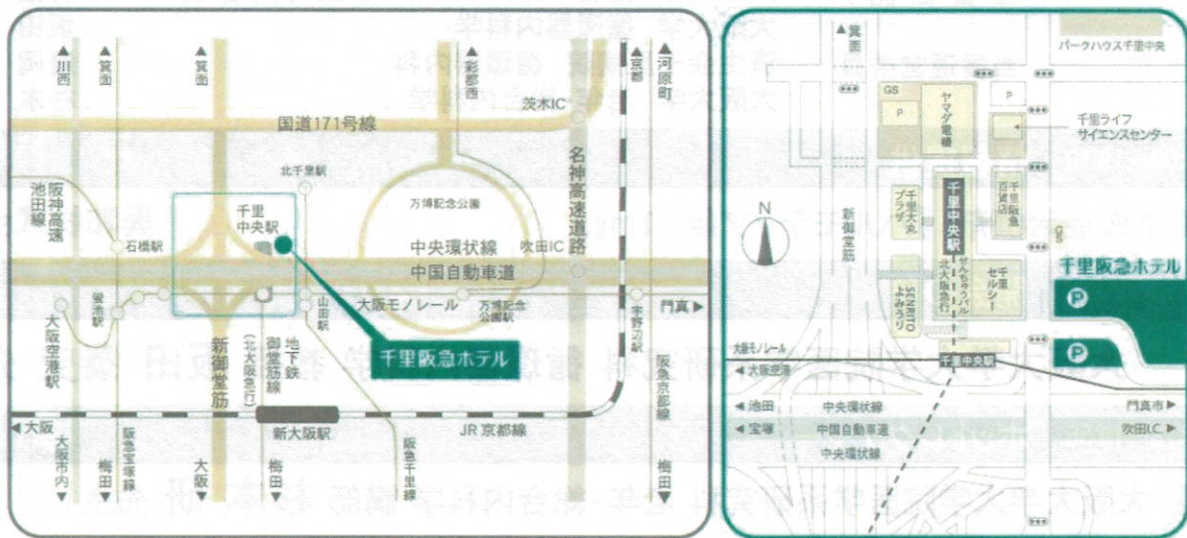 ▲川西
▲箕面
▲箕面
▲彩都西
▲京都
▲河原町
茨木IC
国道171号線
北千里駅
名神高速道路
阪神高速
池田線
千里
中央駅
万博記念公園
石橋駅
中央環状線
吹田IC
中国自動車道
蛍池駅
山田駅
大阪モノレール
万博記念
公園駅
門真▶
大阪空港駅
新御堂筋
地下鉄
御堂筋線
(北大阪急行)
千里阪急ホテル
宇野辺駅
阪急京都線
◀大阪
新大阪駅
JR京都線
大阪市内▼
阪急宝塚線
梅田▼
大阪▼
梅田▼
阪急千里線
梅田▼
▲箕面
パークハウス千里中央
GS
P
ヤマダ電機
P
千里ライフ
サイエンスセンター
千里大丸
プラザ
千里中央駅
千里阪急
百貨店
新御堂筋
N
GS
千里阪急ホテル
北大阪急行
せんちゅうパル
千里
セルシー
SENRITO
よみうり
P
P
大阪モノレール
千里中央駅
◀大阪空港
◀池田
中央環状線
門真市▶
◀宝塚
中国自動車道
吹田I.C.▶
中央環状線